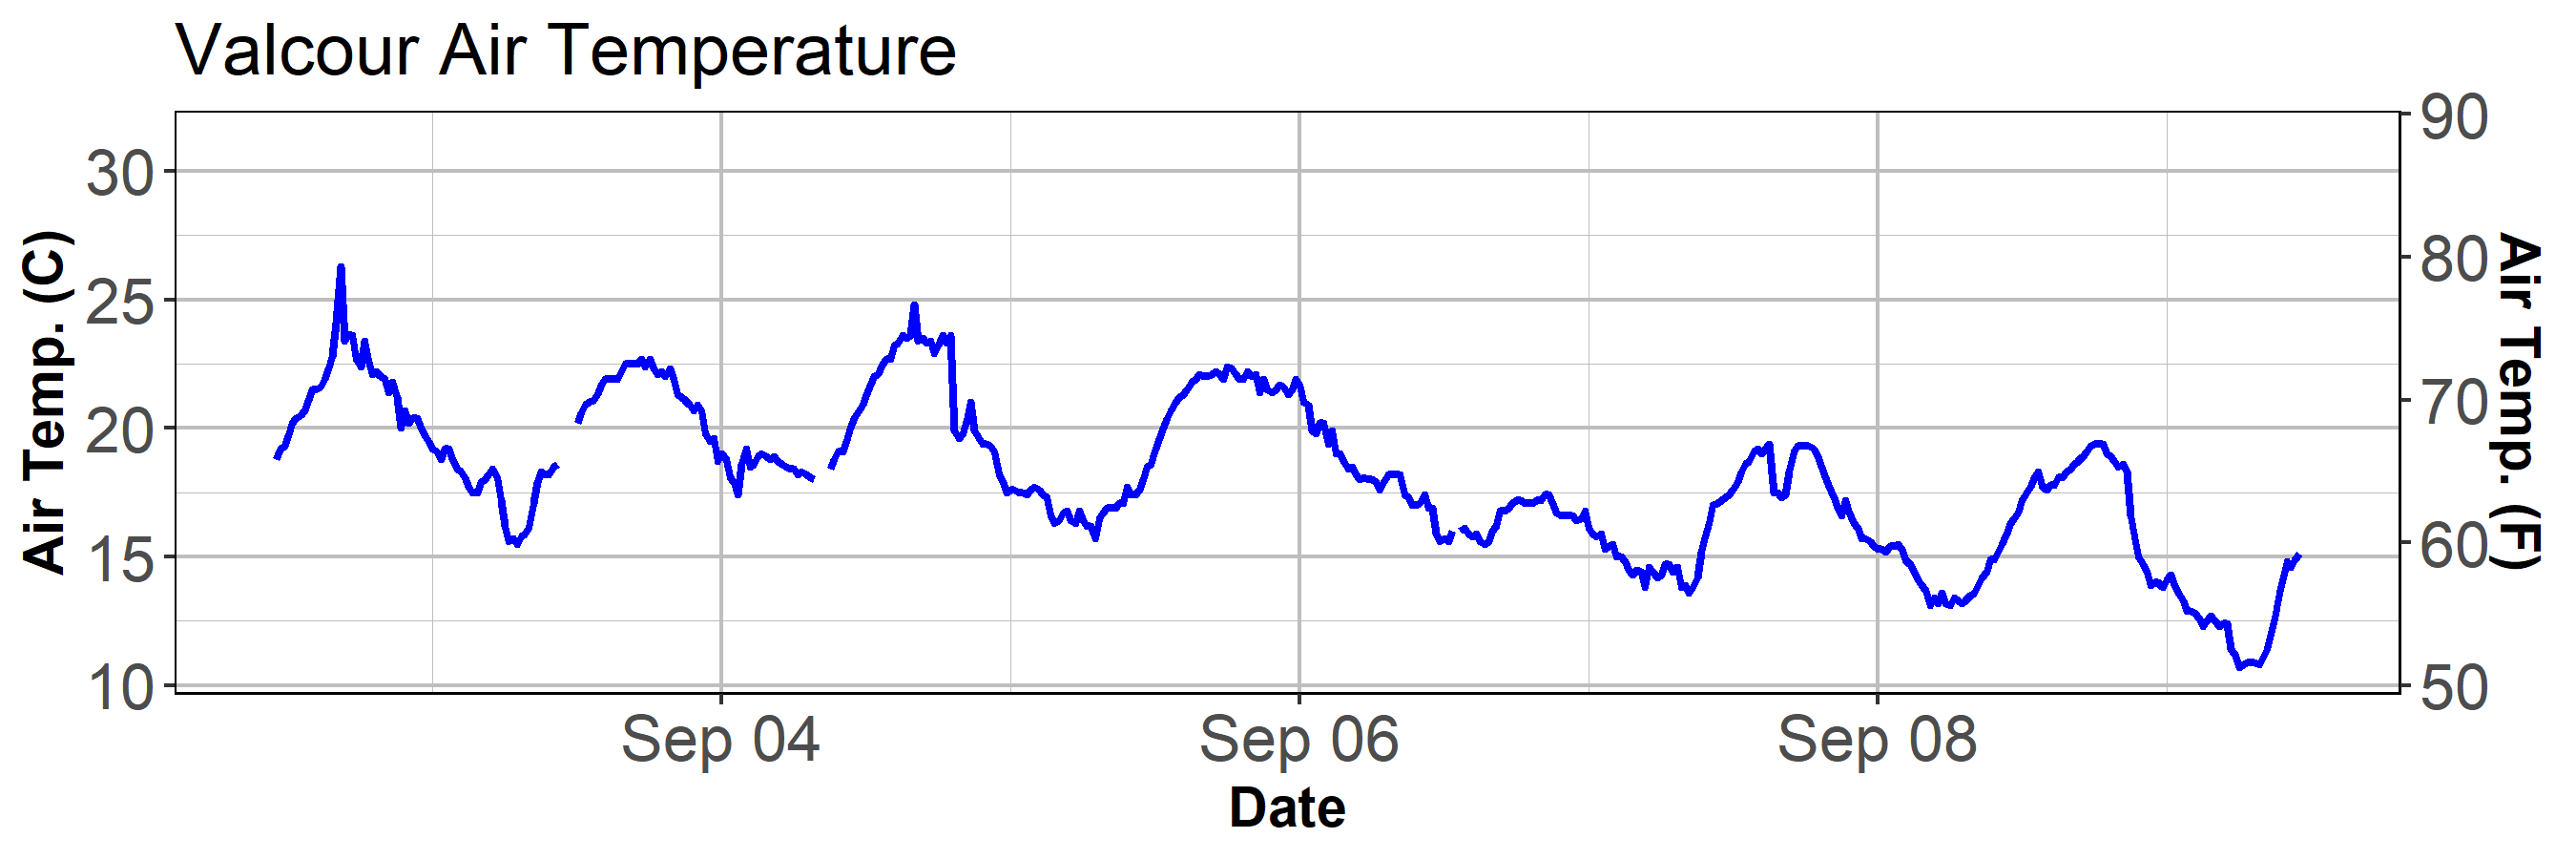 Valcour Air Temperature
Air Temp. (C)
30
25
20
15
10
90
80
70
60
50
Air Temp. (F)
Sep 04 Sep 06 Sep 08
Date